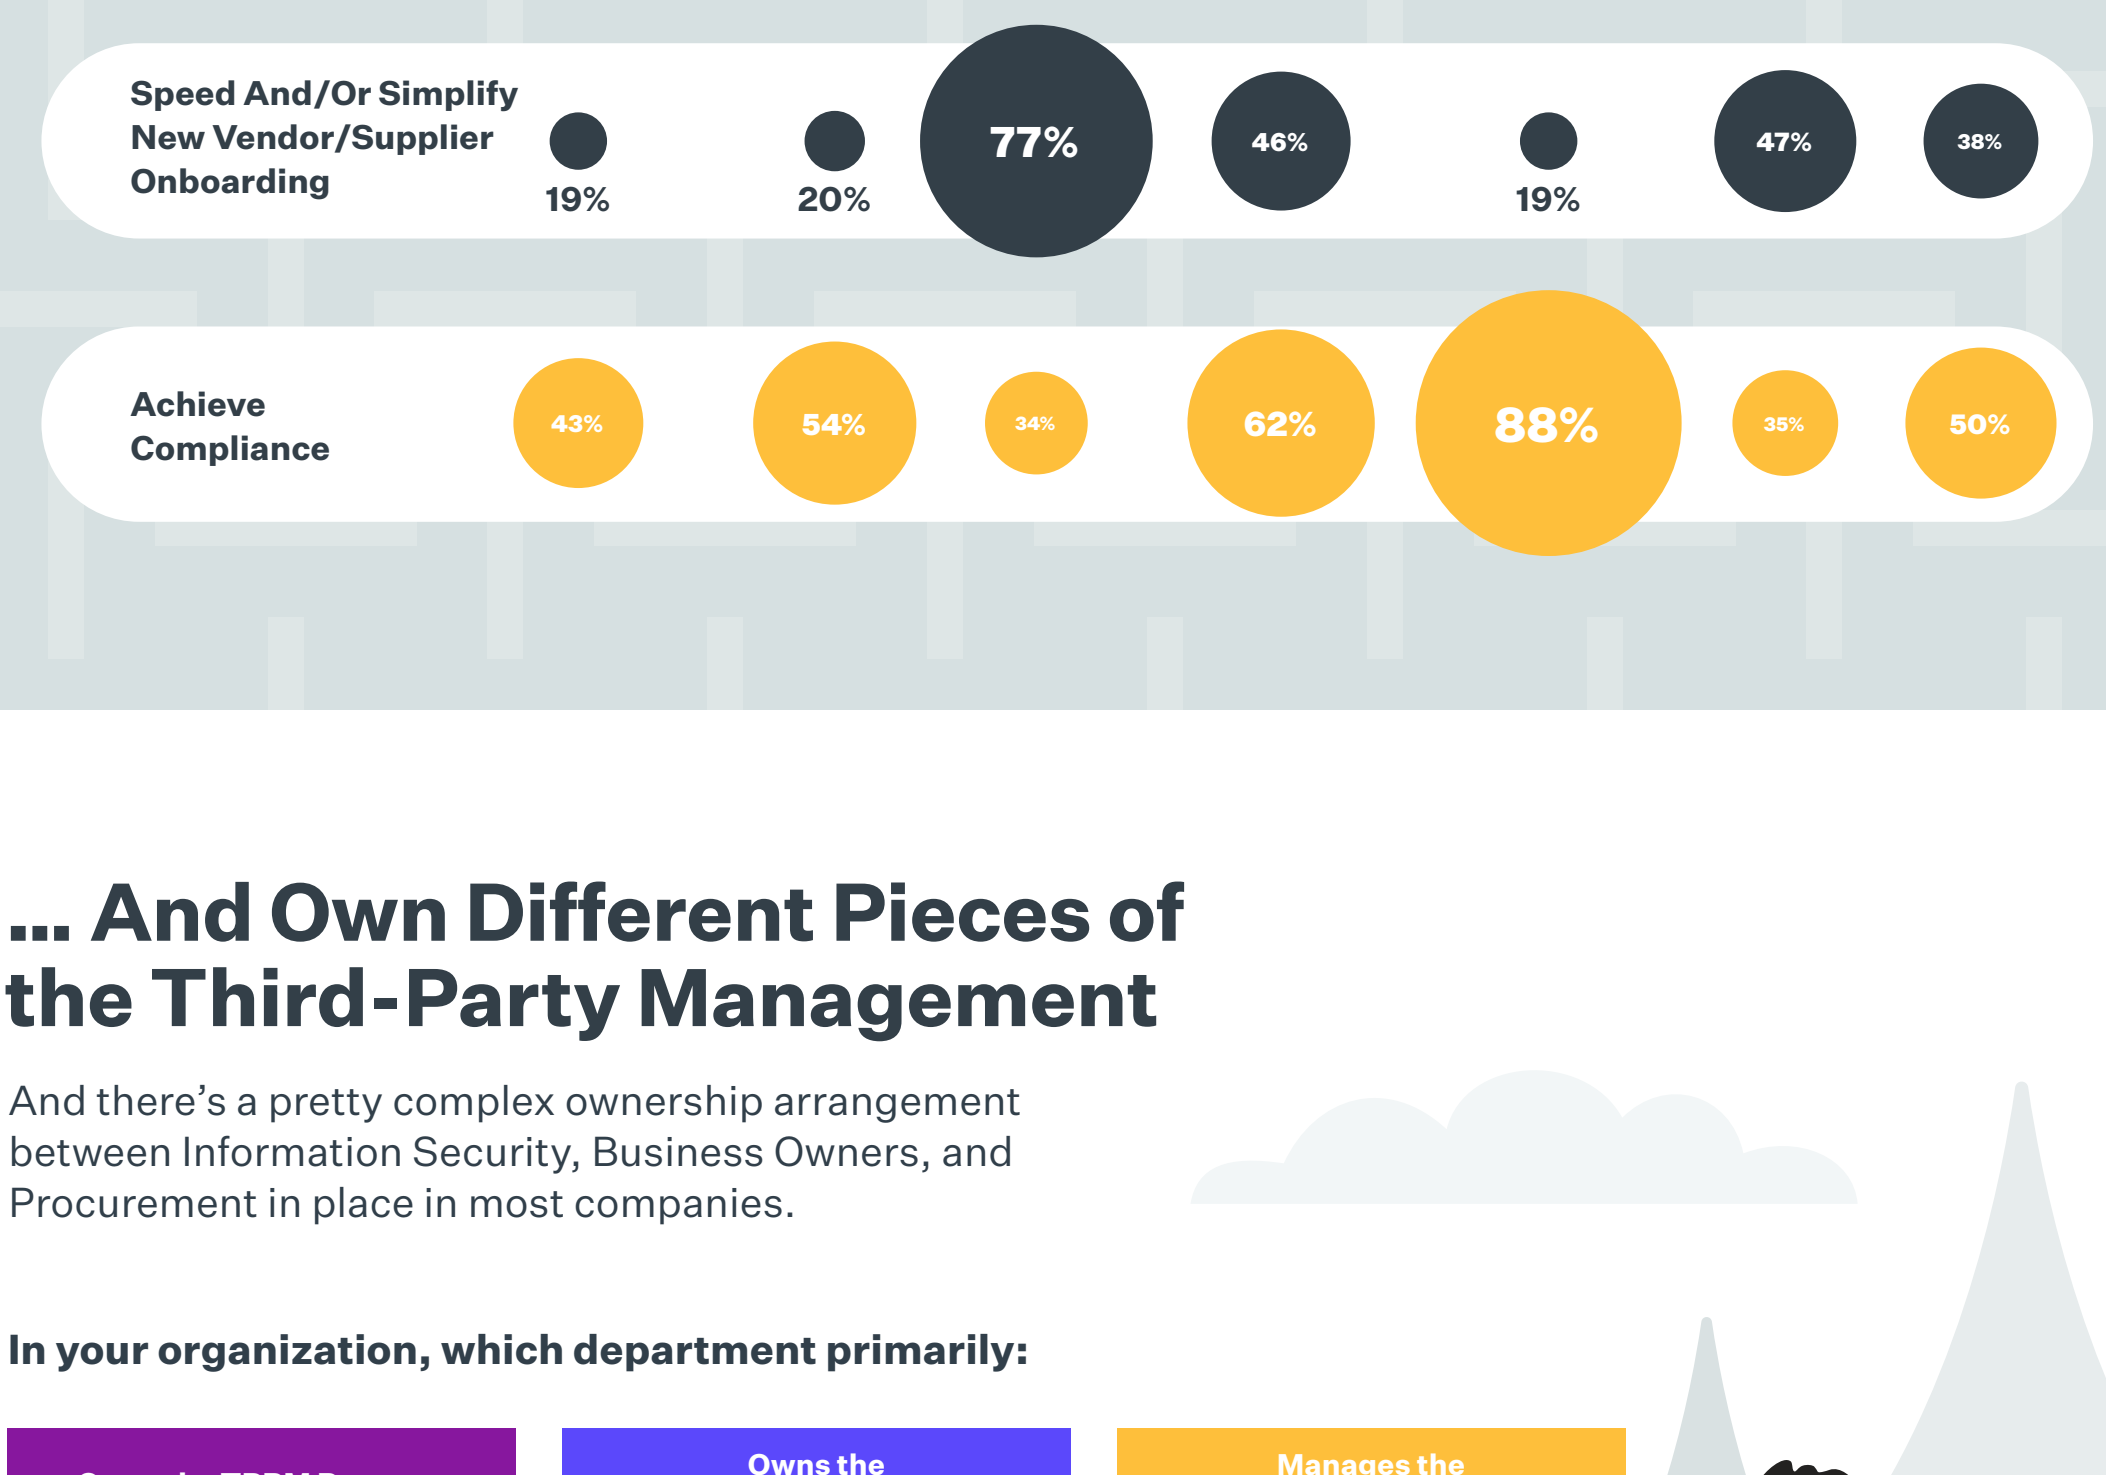 Speed And/Or Simplify
New Vendor/Supplier
Onboarding
19%
20%
77%
46%
19%
47%
38%
Achieve
Compliance
43%
54%
34%
62%
88%
35%
50%
... And Own Different Pieces of
the Third-Party Management
And there’s a pretty complex ownership arrangement
between Information Security, Business Owners, and
Procurement in place in most companies.
In your organization, which department primarily:
Owns the
Manages the